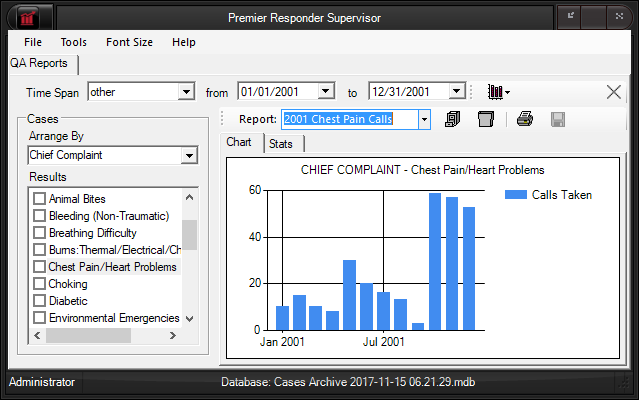 Premier Responder Supervisor
File Tools Font Size Help
QA Reports
Time Span other from 01/01/2001 to 12/31/2001
Cases
Arrange By
Chief Complaint
Results
Animal Bites
Bleeding (Non-Traumatic)
Breathing Difficulty
Burns:Thermal/Electrical/Ch
Chest Pain/Heart Problems
Choking
Diabetic
Environmental Emergencies
Report: 2001 Chest Pain Calls
Chart Stats
CHIEF COMPLAINT - Chest Pain/Heart Problems
60
40
20
0
Jan 2001 Jul 2001
Calls Taken
Administrator Database: Cases Archive 2017-11-15 06.21.29.mdb